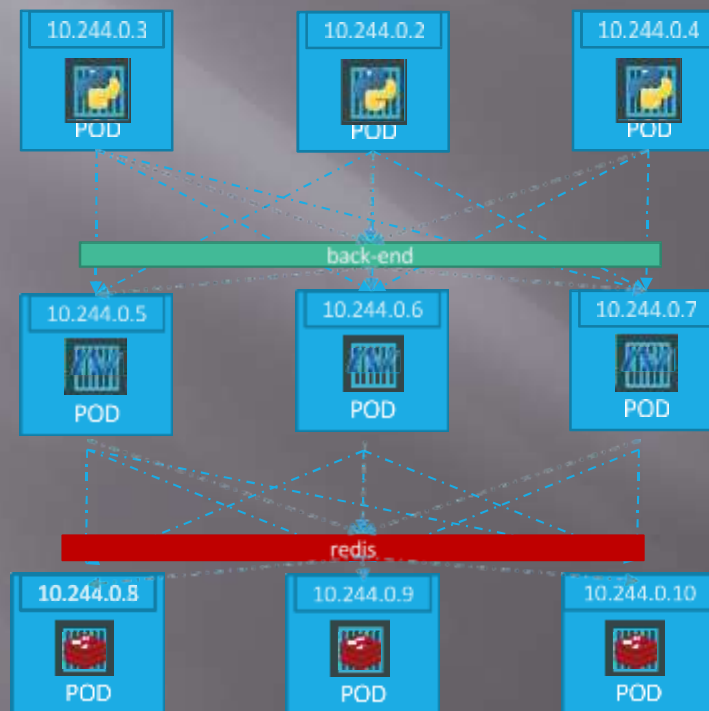 10.244.0.3
10.244.0.2
10.244.0.4
POD
POD
POD
back-end
10.244.0.5
10.244.0.6
10.244.0.7
POD
POD
POD
redis
10.244.0.8
10.244.0.9
10.244.0.10
POD
POD
POD